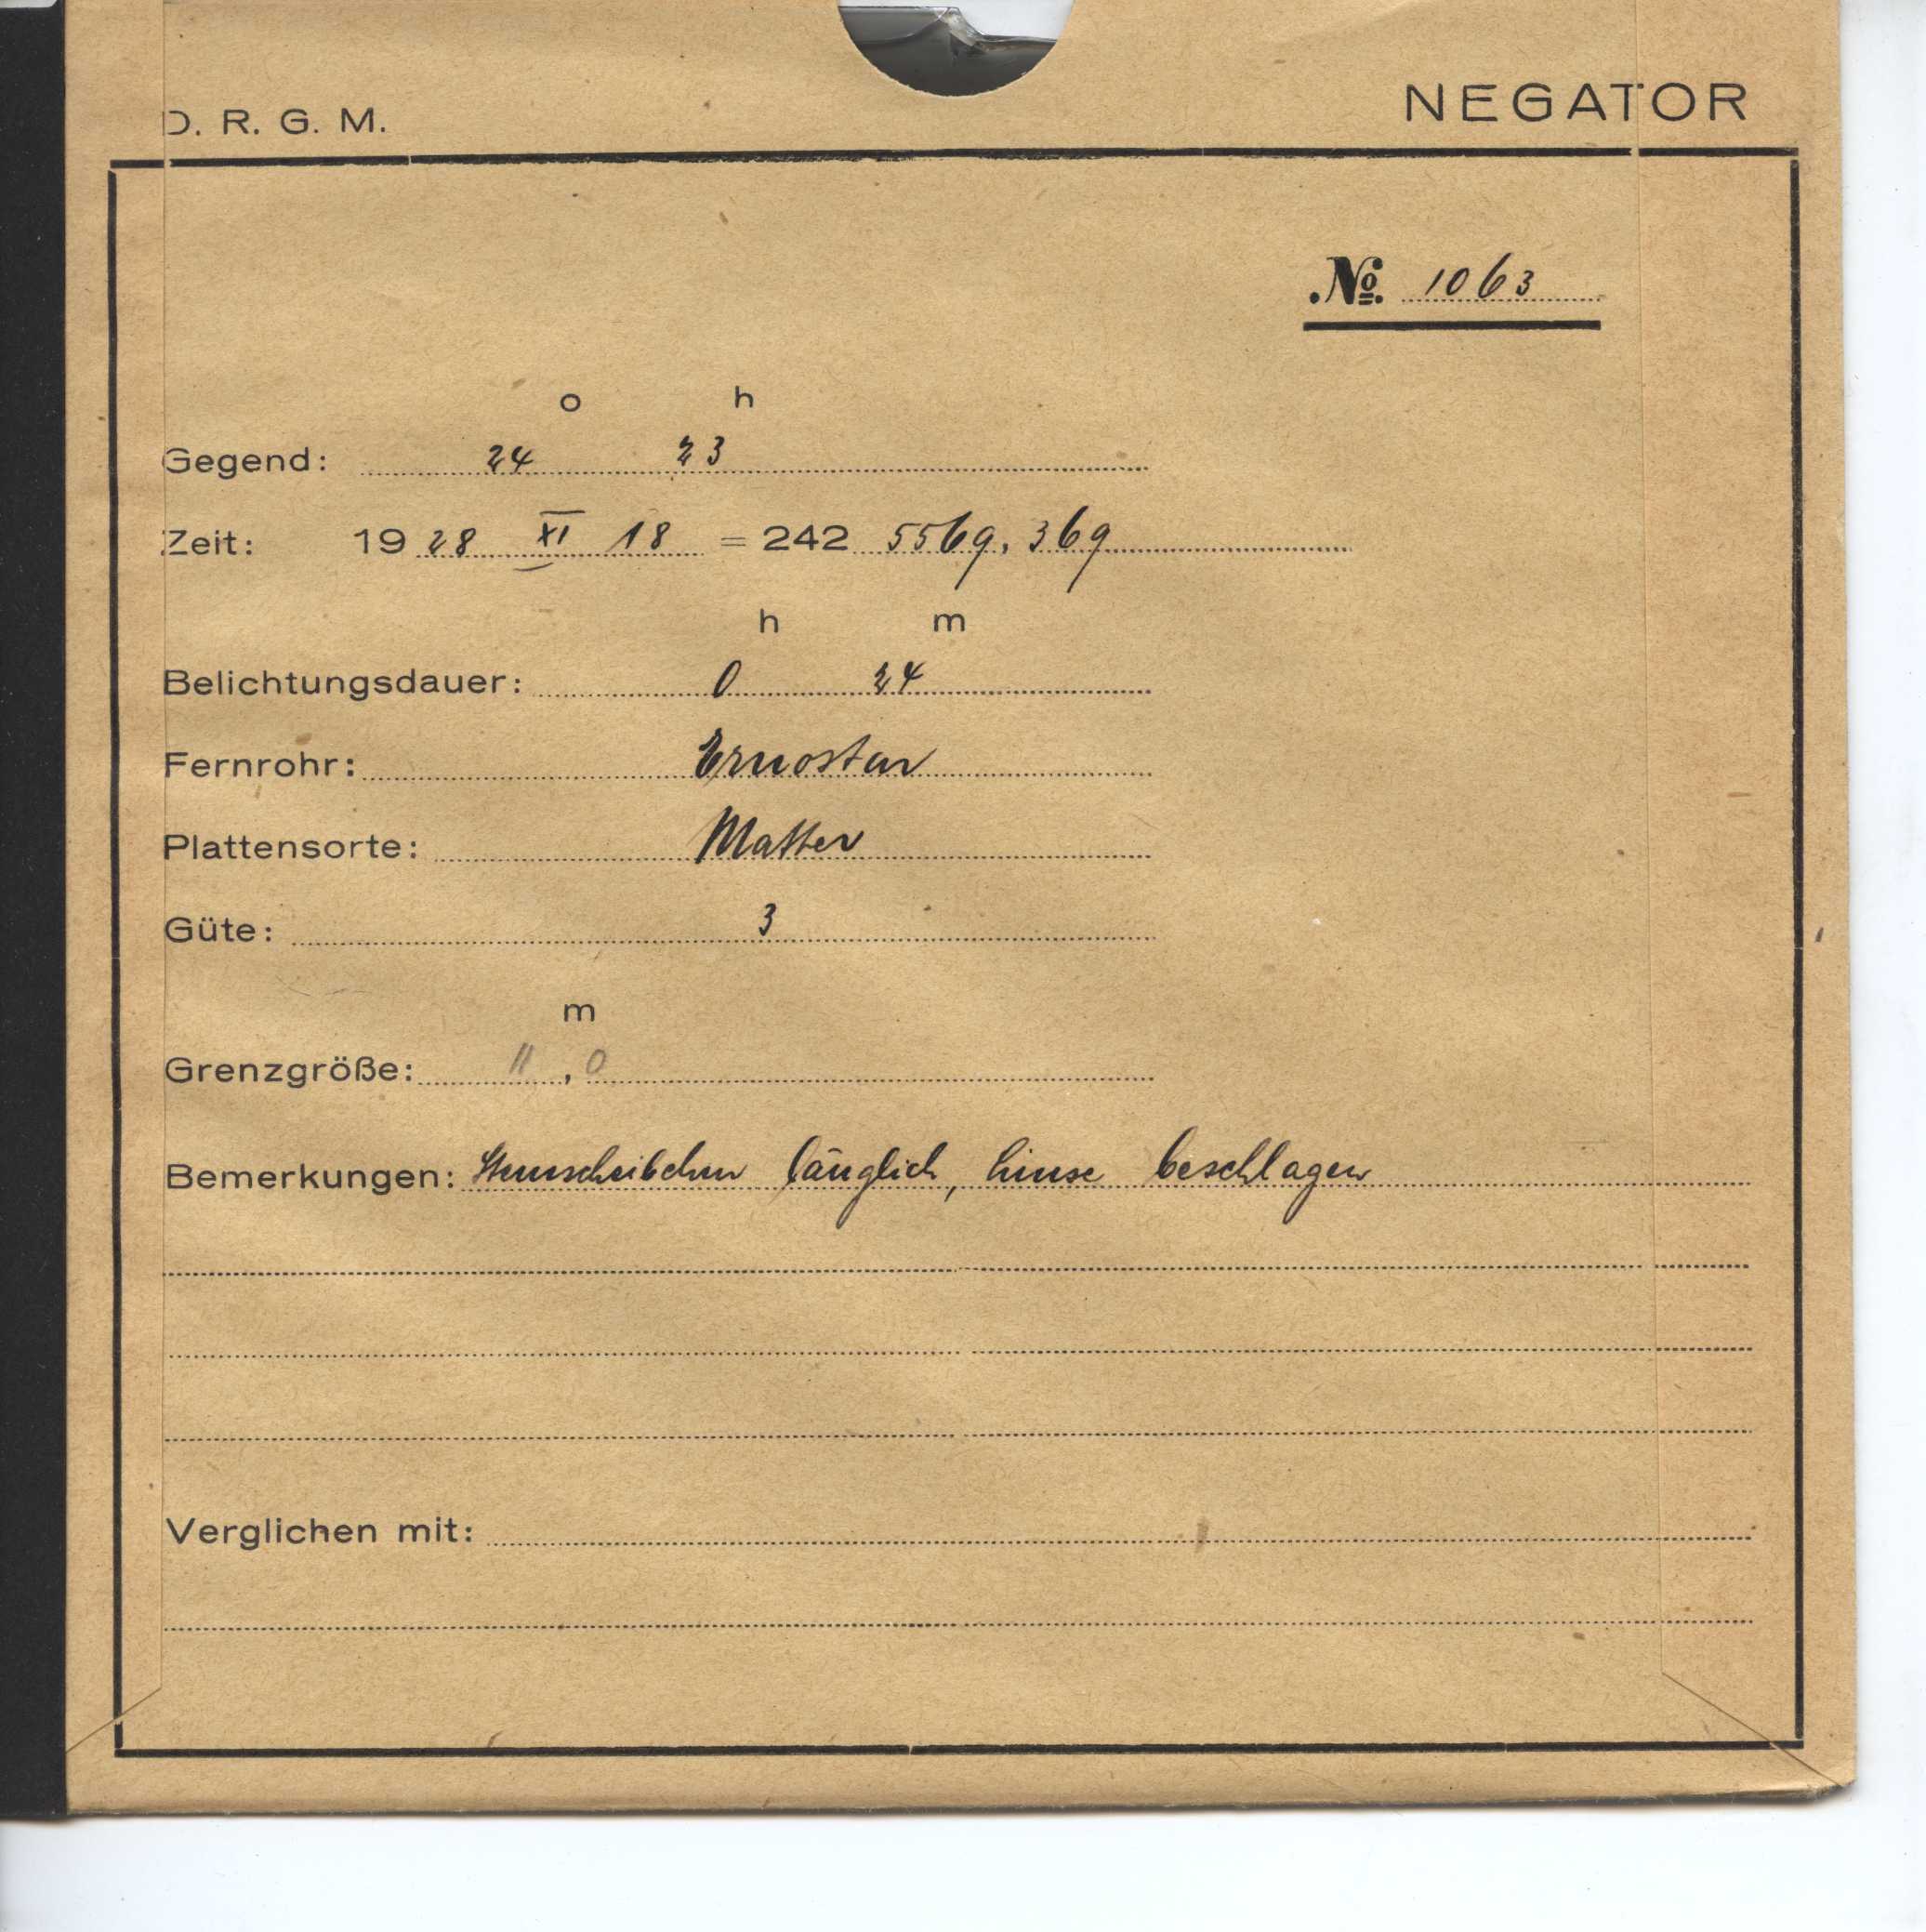 D. R. G. M.
NEGATOR
No. 1063
o h
Gegend: 24 23
Zeit: 1928 XI 18 = 242 5569,369
h m
Belichtungsdauer: 0 24
Fernrohr: Ernostar
Plattensorte: Matter
Güte: 3
m
Grenzgröße: 11,0
Bemerkungen: Sternscheibchen länglich, Linse beschlagen
Verglichen mit: